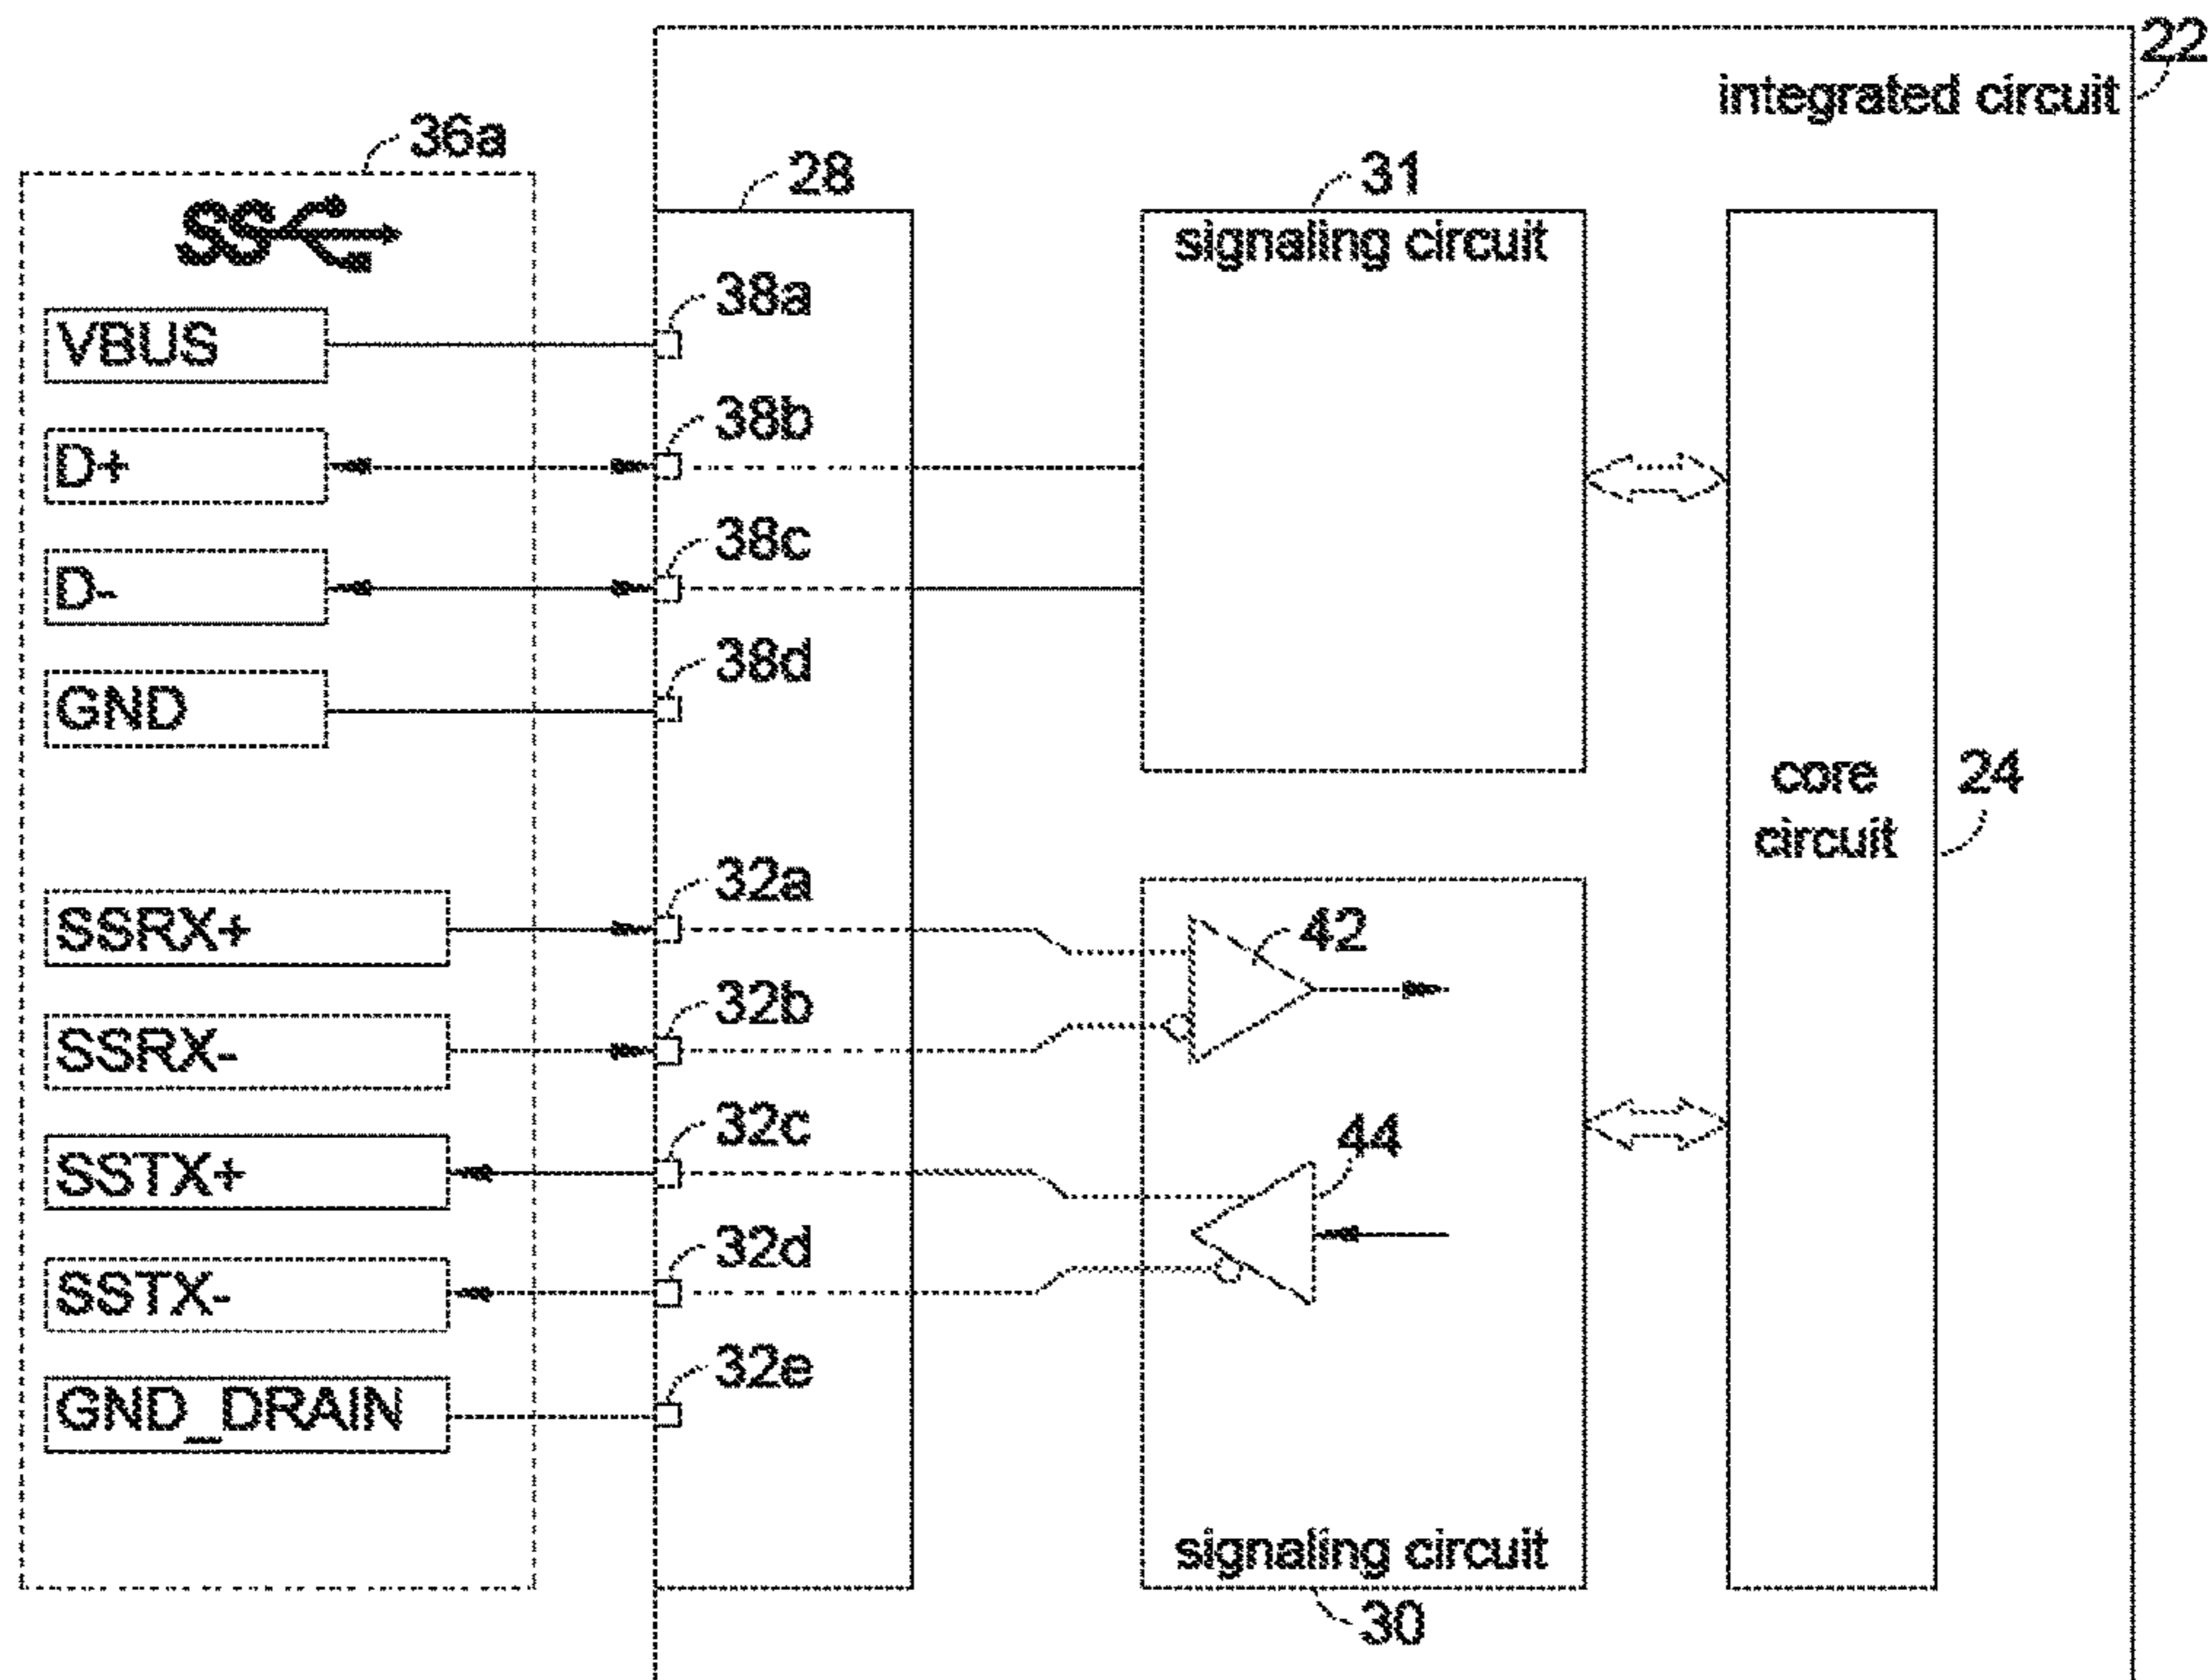 22
integrated circuit
36a
28
31
SS
signaling circuit
38a
VBUS
38b
D+
38c
D-
38d
GND
core
circuit
24
32a
SSRX+
42
32b
SSRX-
32c
44
SSTX+
32d
SSTX-
32e
GND_DRAIN
signaling circuit
30